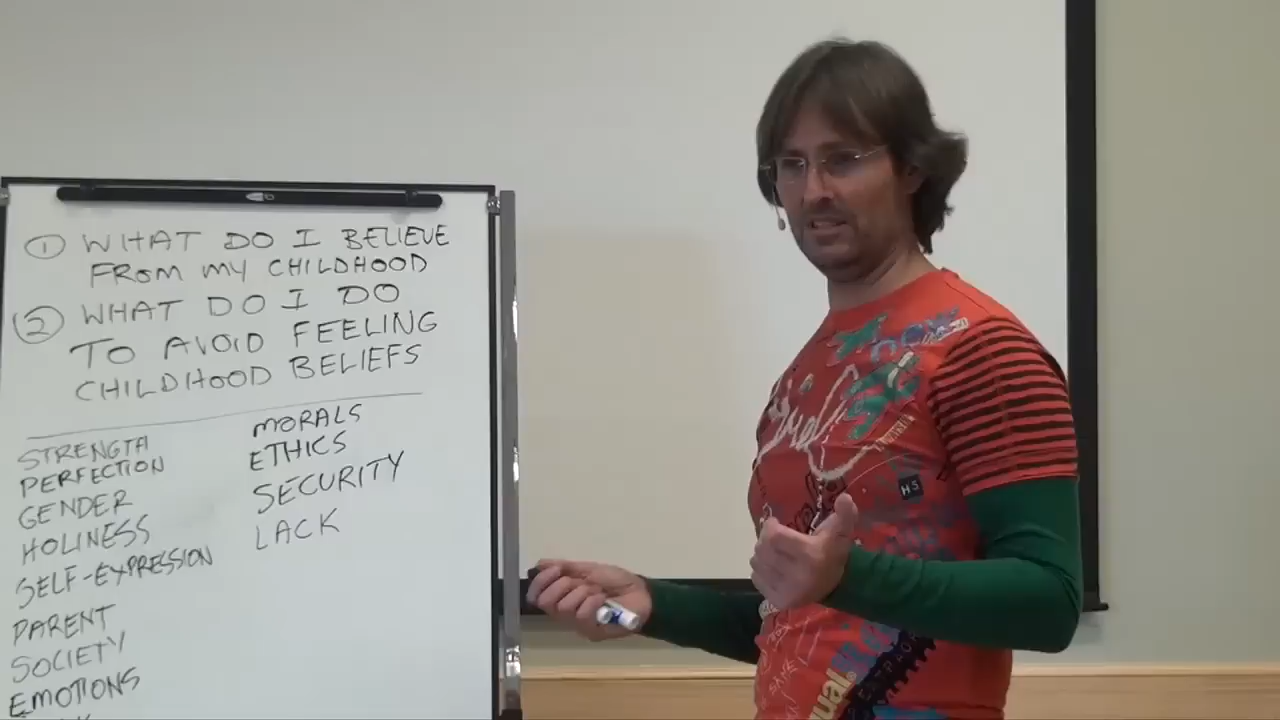 ① WHAT DO I BELIEVE
FROM MY CHILDHOOD
② WHAT DO I DO
TO AVOID FEELING
CHILDHOOD BELIEFS
STRENGTH
PERFECTION
GENDER
HOLINESS
SELF-EXPRESSION
PARENT
SOCIETY
EMOTIONS
MORALS
ETHICS
SECURITY
LACK
HS